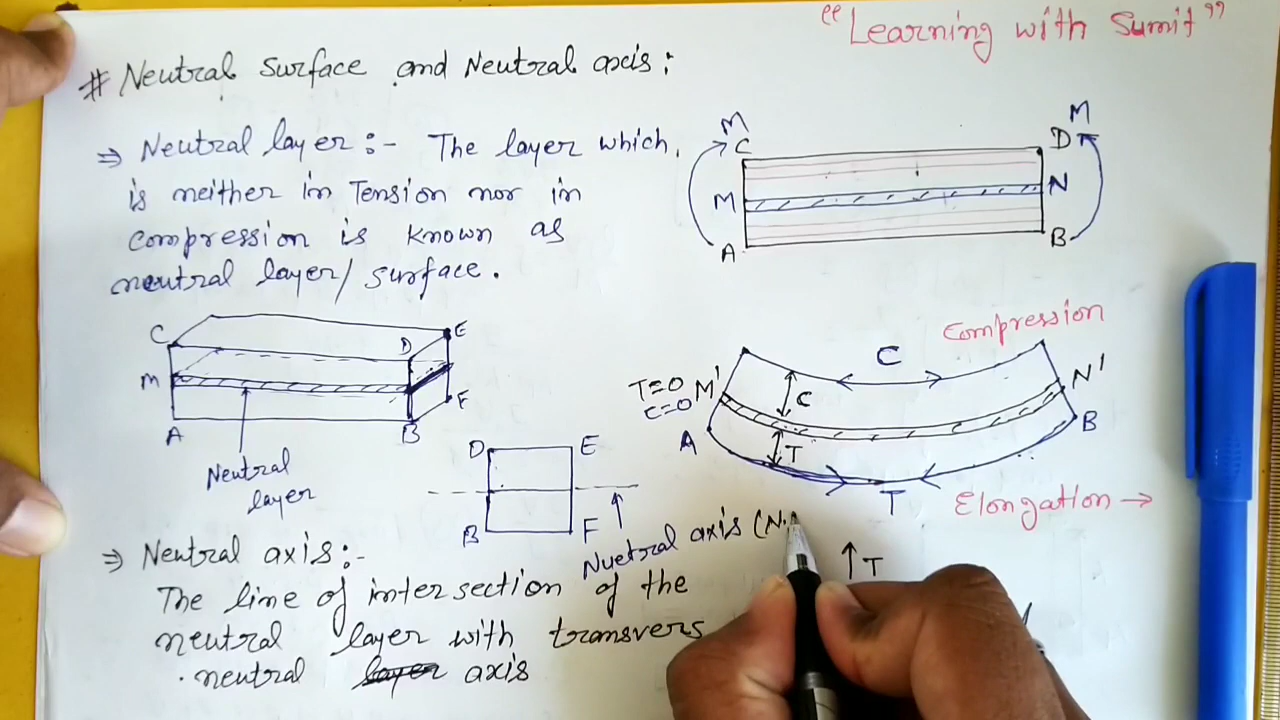 “Learning with Sumit”
# Neutral Surface and Neutral axis:
⇒ Neutral layer:- The layer which
is neither in Tension nor in
Compression is known as
neutral layer/surface.
M
C
D
M
M
N
A
B
C
E
D
M
F
A
B
Neutral
layer
Compression
C
T=0
C=0
M'
N'
C
A
T
B
T
Elongation →
D
E
B
F
Nuetral axis (N.
↑ T
⇒ Neutral axis:-
The line of intersection of the
neutral layer with transvers
neutral layer axis